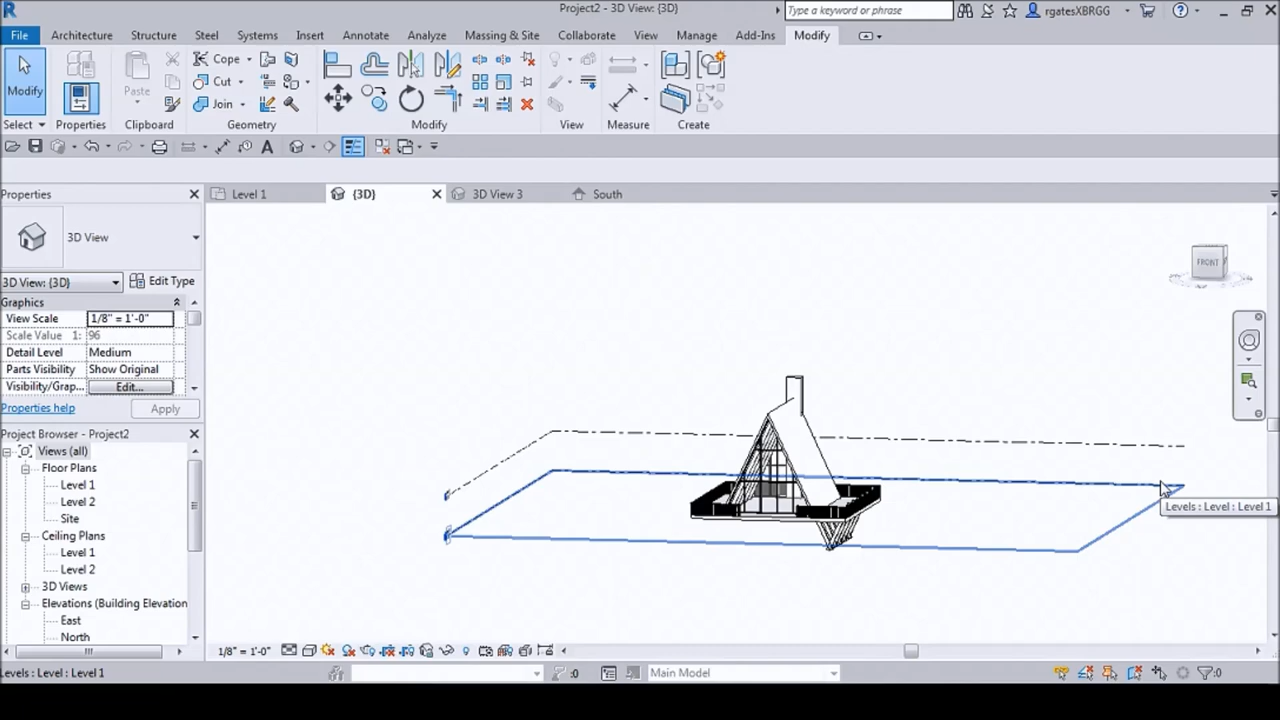 Project2 - 3D View: {3D}
Type a keyword or phrase
rgatesXBRGG
File Architecture Structure Steel Systems Insert Annotate Analyze Massing & Site Collaborate View Manage Add-Ins Modify
Modify
Paste
Cope
Cut
Join
Select
Properties
Clipboard
Geometry
Modify
View
Measure
Create
Properties
Level 1
{3D}
3D View 3
South
3D View
3D View: {3D}
Edit Type
Graphics
View Scale 1/8" = 1'-0"
Scale Value 1: 96
Detail Level Medium
Parts Visibility Show Original
Visibility/Grap... Edit...
Properties help
Apply
Project Browser - Project2
Views (all)
Floor Plans
Level 1
Level 2
Site
Ceiling Plans
Level 1
Level 2
3D Views
Elevations (Building Elevation
East
North
FRONT
Levels : Level : Level 1
1/8" = 1'-0"
Levels : Level : Level 1
:0
Main Model
:0